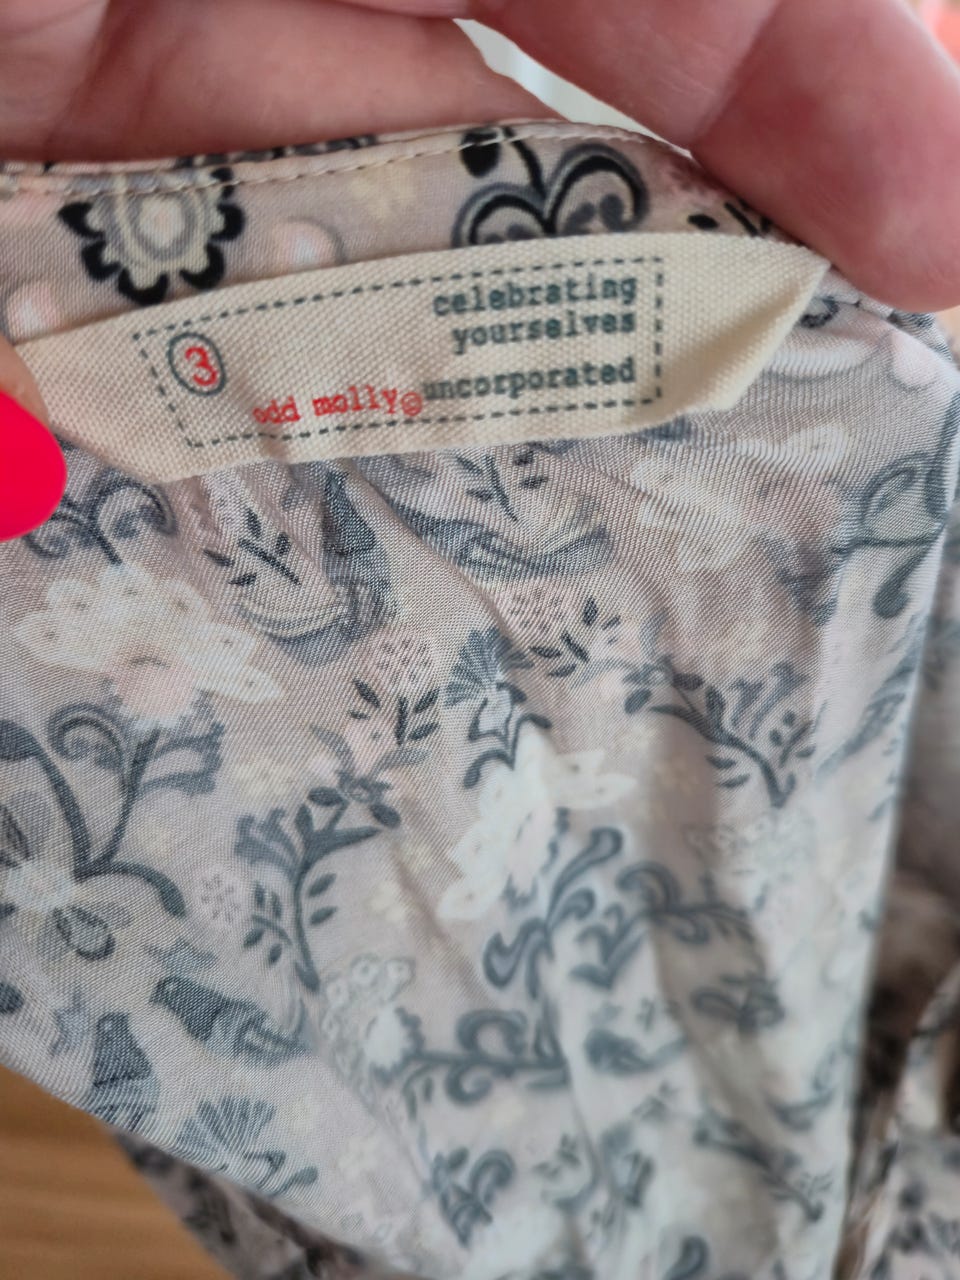 celebrating
yourselves
3
odd molly® uncorporated